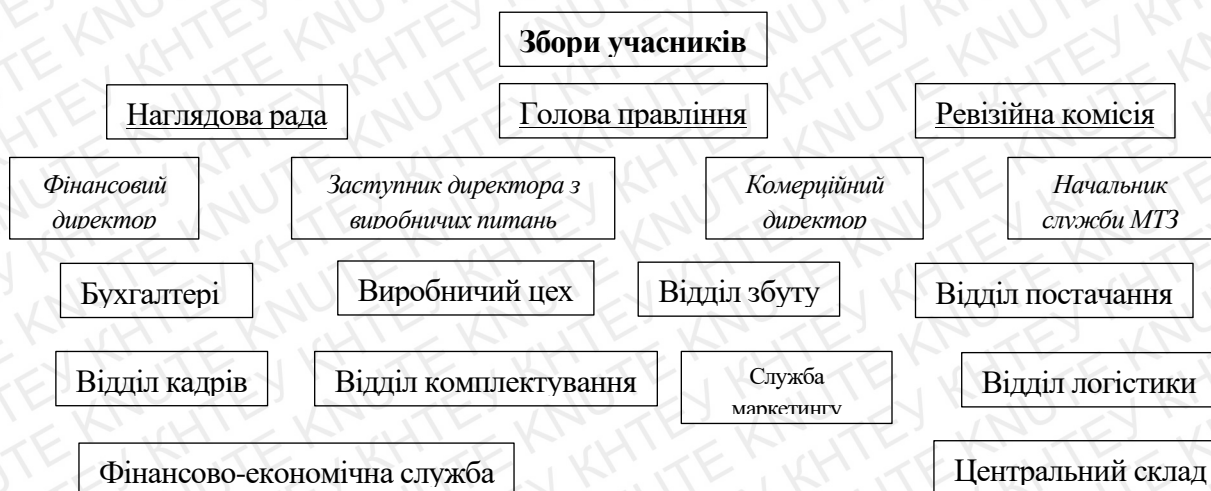 Збори учасників
Наглядова рада
Голова правління
Ревізійна комісія
Фінансовий
директор
Заступник директора з
виробничих питань
Комерційний
директор
Начальник
служби МТЗ
Бухгалтері
Виробничий цех
Відділ збуту
Відділ постачання
Відділ кадрів
Відділ комплектування
Служба
маркетингу
Відділ логістики
Фінансово-економічна служба
Центральний склад